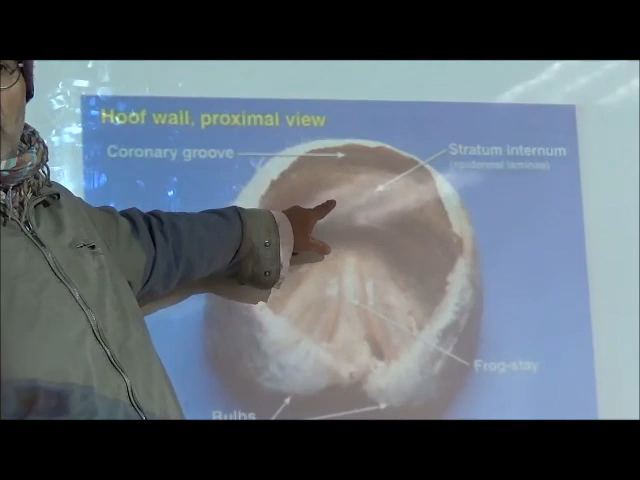 Hoof wall, proximal view
Coronary groove
Stratum internum
(epidermal laminae)
Frog-stay
Bulbs